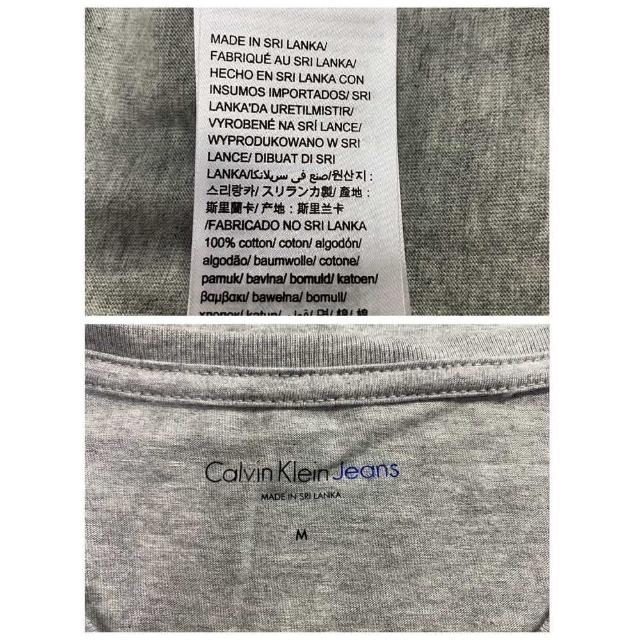 MADE IN SRI LANKA/
FABRIQUÉ AU SRI LANKA/
HECHO EN SRI LANKA CON
INSUMOS IMPORTADOS/ SRI
LANKA'DA URETILMISTIR/
VYROBENÉ NA SRÍ LANCE/
WYPRODUKOWANO W SRI
LANCE/ DIBUAT DI SRI
LANKA/صنع في سريلانكا/원산지 :
스리랑카/ スリランカ製/ 產地 :
斯里蘭卡/ 产地 : 斯里兰卡
/FABRICADO NO SRI LANKA
100% cotton/ coton/ algodón/
algodão/ baumwolle/ cotone/
pamuk/ bavlna/ bomuld/ katoen/
βαμβακι/ bawełna/ bomull/
Calvin Klein Jeans
MADE IN SRI LANKA
M